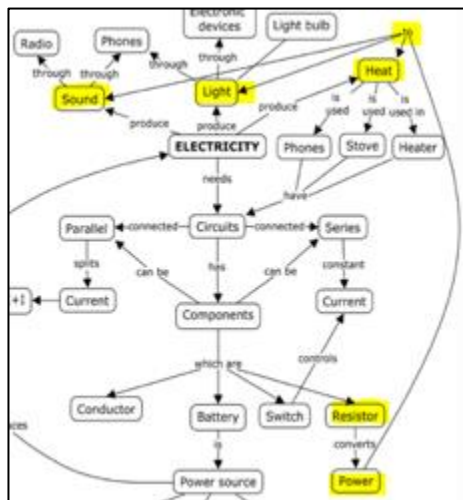 Electronic
devices
Light bulb
to
Radio
Phones
through
through
through
through
Sound
Light
Heat
produce
produce
produce
is
used
is
used
is
used in
ELECTRICITY
Phones
Stove
Heater
needs
have
Parallel
connected
Circuits
connected
Series
splits
can be
has
can be
constant
+1
Current
Components
Current
which are
controls
Conductor
Battery
Switch
Resistor
is
converts
Power source
Power